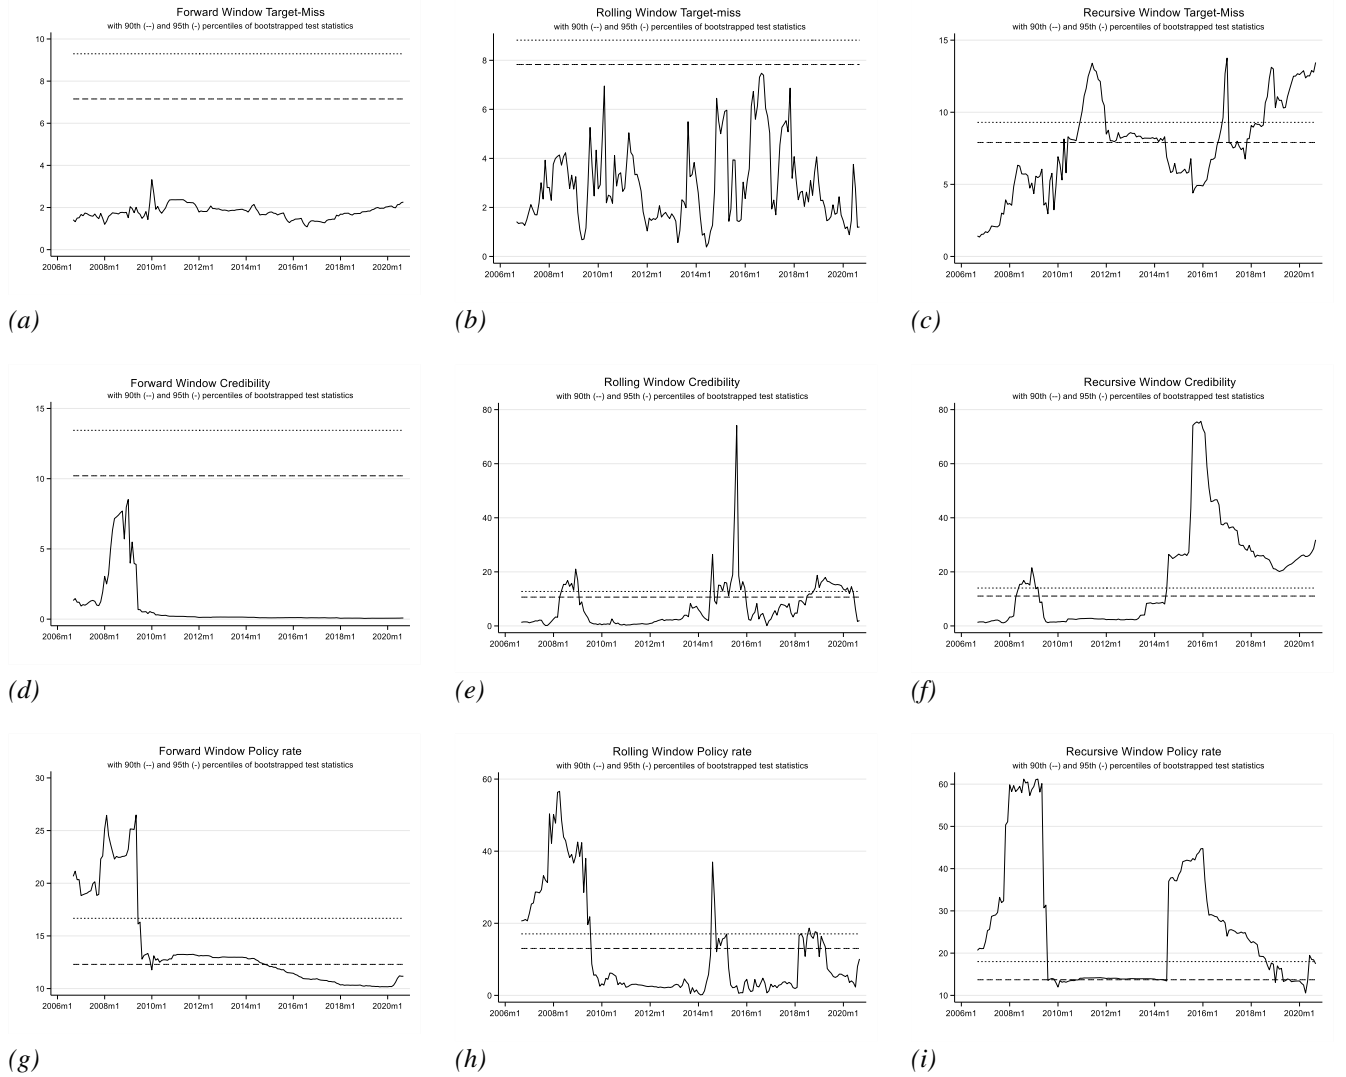 Forward Window Target-Miss
with 90th (--) and 95th (-) percentiles of bootstrapped test statistics
10
8
6
4
2
0
2006m1 2008m1 2010m1 2012m1 2014m1 2016m1 2018m1 2020m1
(a)
Rolling Window Target-miss
with 90th (--) and 95th (-) percentiles of bootstrapped test statistics
8
6
4
2
0
2006m1 2008m1 2010m1 2012m1 2014m1 2016m1 2018m1 2020m1
(b)
Recursive Window Target-Miss
with 90th (--) and 95th (-) percentiles of bootstrapped test statistics
15
10
5
0
2006m1 2008m1 2010m1 2012m1 2014m1 2016m1 2018m1 2020m1
(c)
Forward Window Credibility
with 90th (--) and 95th (-) percentiles of bootstrapped test statistics
15
10
5
0
2006m1 2008m1 2010m1 2012m1 2014m1 2016m1 2018m1 2020m1
(d)
Rolling Window Credibility
with 90th (--) and 95th (-) percentiles of bootstrapped test statistics
80
60
40
20
0
2006m1 2008m1 2010m1 2012m1 2014m1 2016m1 2018m1 2020m1
(e)
Recursive Window Credibility
with 90th (--) and 95th (-) percentiles of bootstrapped test statistics
80
60
40
20
0
2006m1 2008m1 2010m1 2012m1 2014m1 2016m1 2018m1 2020m1
(f)
Forward Window Policy rate
with 90th (--) and 95th (-) percentiles of bootstrapped test statistics
30
25
20
15
10
2006m1 2008m1 2010m1 2012m1 2014m1 2016m1 2018m1 2020m1
(g)
Rolling Window Policy rate
with 90th (--) and 95th (-) percentiles of bootstrapped test statistics
60
40
20
0
2006m1 2008m1 2010m1 2012m1 2014m1 2016m1 2018m1 2020m1
(h)
Recursive Window Policy rate
with 90th (--) and 95th (-) percentiles of bootstrapped test statistics
60
50
40
30
20
10
2006m1 2008m1 2010m1 2012m1 2014m1 2016m1 2018m1 2020m1
(i)